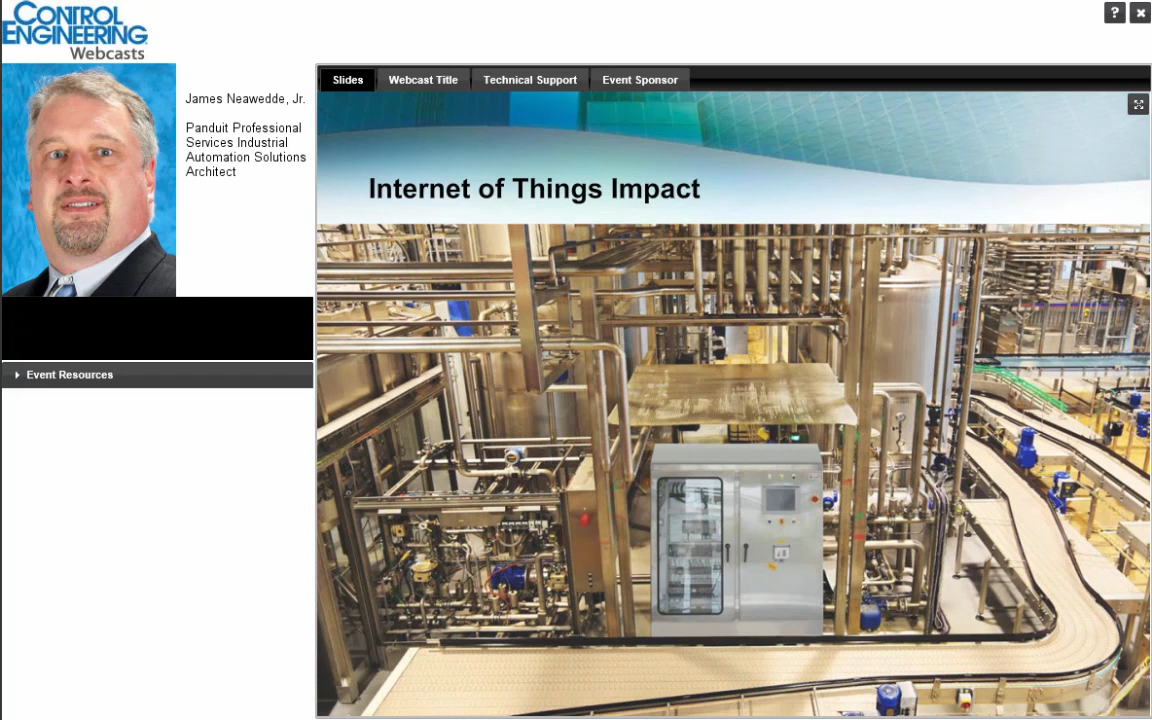 CONTROL
ENGINEERING
Webcasts
?
James Neawedde, Jr.
Panduit Professional
Services Industrial
Automation Solutions
Architect
Event Resources
Slides
Webcast Title
Technical Support
Event Sponsor
Internet of Things Impact